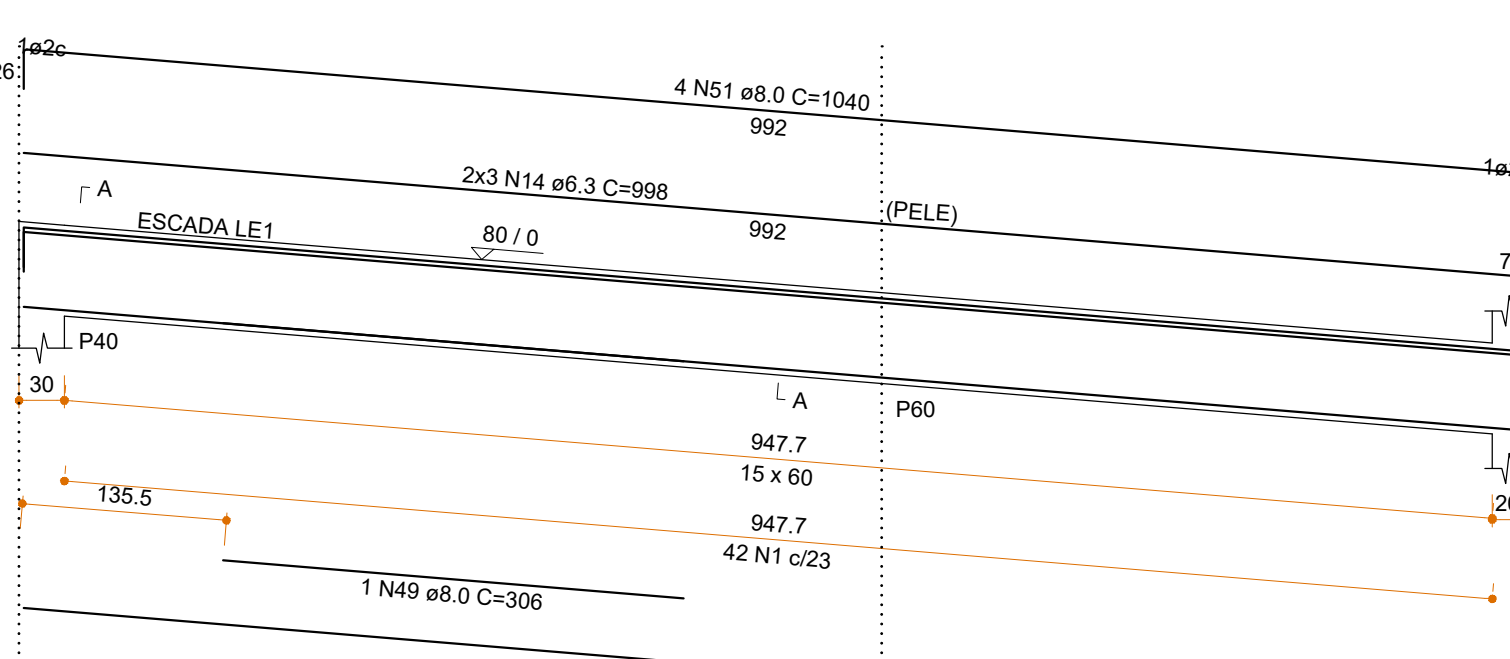 1ø2c
26
4 N51 ø8.0 C=1040
992
2x3 N14 ø6.3 C=998
992
(PELE)
A
ESCADA LE1
80 / 0
P40
30
A
P60
947.7
15 x 60
135.5
947.7
42 N1 c/23
1 N49 ø8.0 C=306